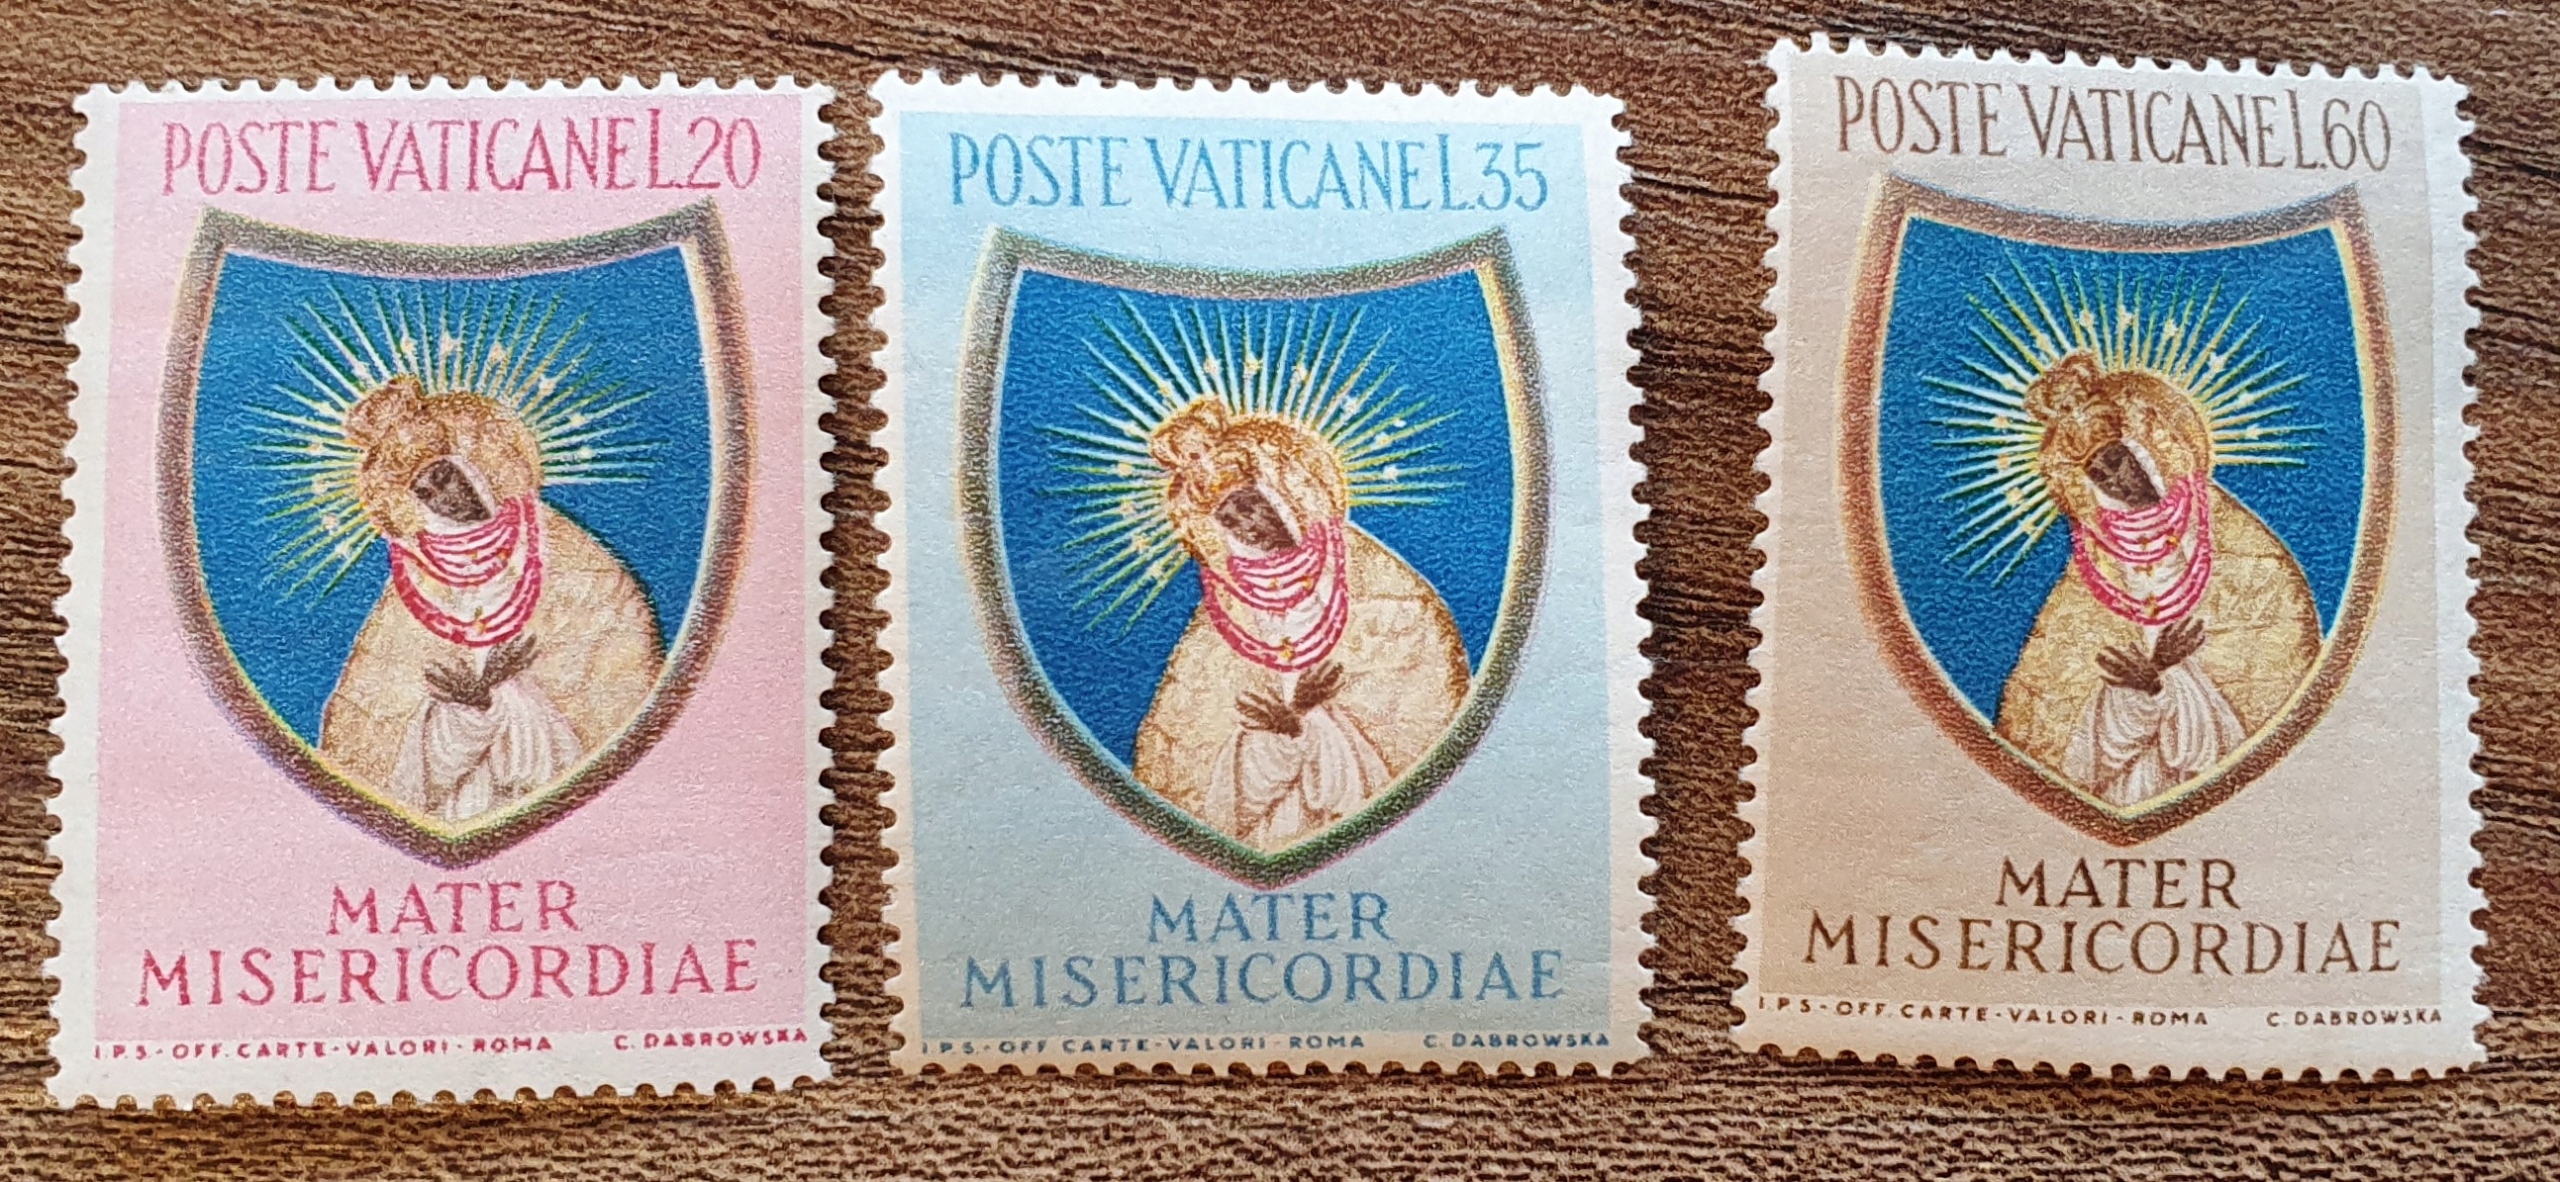 POSTE VATICANE L.20
MATER
MISERICORDIAE
I.P.S.-OFF. CARTE-VALORI-ROMA C. DABROWSKA
POSTE VATICANE L.35
MATER
MISERICORDIAE
I.P.S.-OFF. CARTE-VALORI-ROMA C. DABROWSKA
POSTE VATICANE L.60
MATER
MISERICORDIAE
I.P.S-OFF. CARTE-VALORI-ROMA C. DABROWSKA